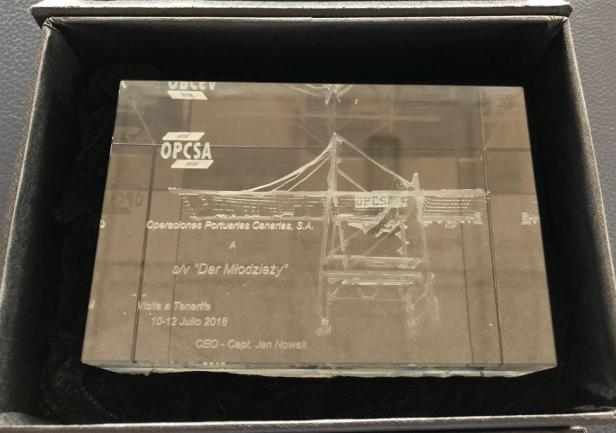 OPCSA
OPCSA
Operaciones Portuarias Canarias, S.A.
A
s/v "Dar Młodzieży"
Visita a Tenerife
10-12 Julio 2018
CEO - Capt. Jan Nowak